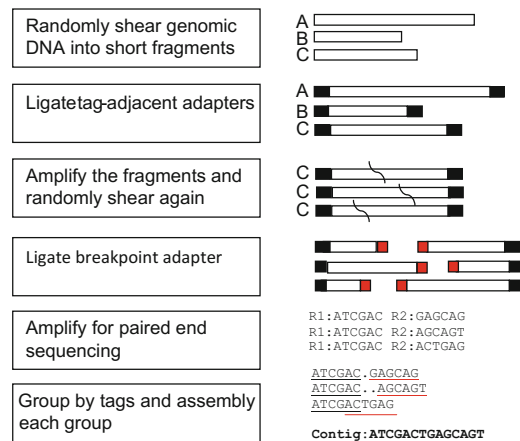 Randomly shear genomic
DNA into short fragments
A
B
C
Ligatetag-adjacent adapters
A
B
C
Amplify the fragments and
randomly shear again
C
C
C
Ligate breakpoint adapter
Amplify for paired end
sequencing
R1:ATCGAC R2:GAGCAG
R1:ATCGAC R2:AGCAGT
R1:ATCGAC R2:ACTGAG
Group by tags and assembly
each group
ATCGAC.GAGCAG
ATCGAC..AGCAGT
ATCGACTGAG
Contig:ATCGACTGAGCAGT